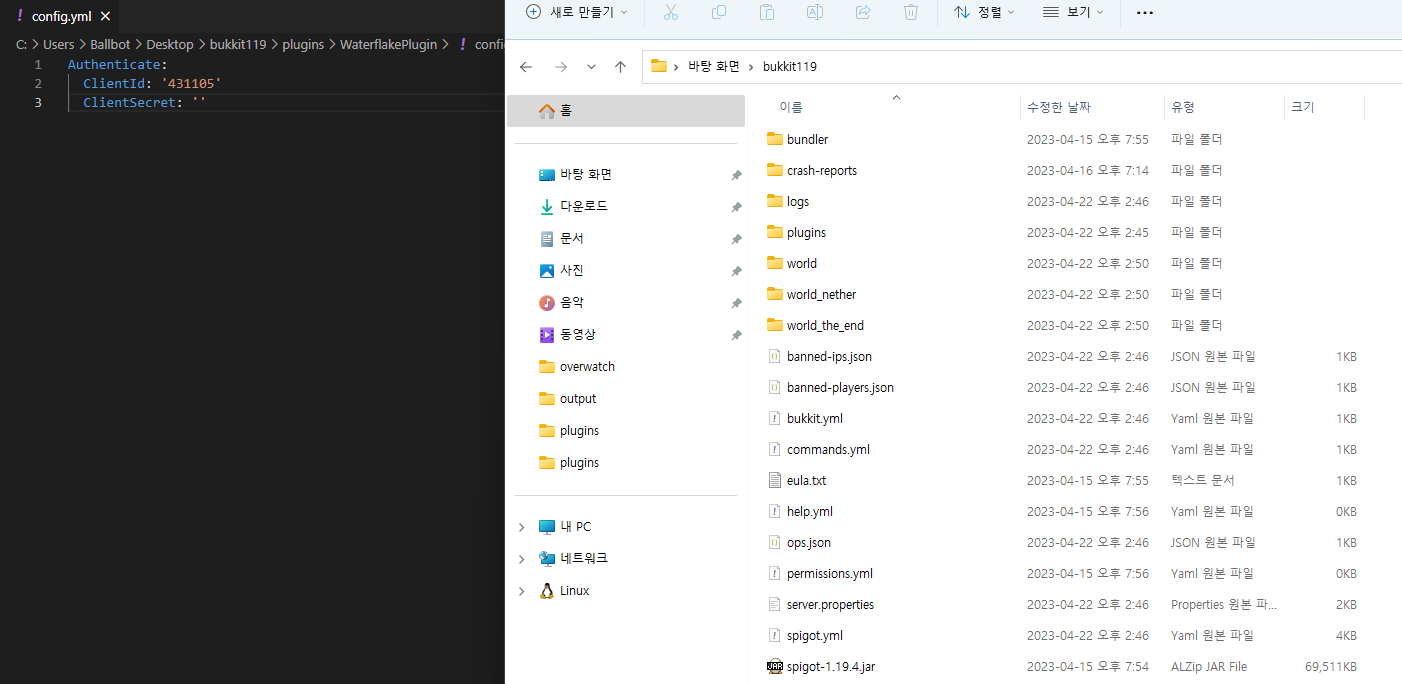 ! config.yml ×
C: > Users > Ballbot > Desktop > bukkit119 > plugins > WaterflakePlugin > ! confi
1 Authenticate:
2 ClientId: '431105'
3 ClientSecret: ''
새로 만들기
정렬
보기
바탕 화면 > bukkit119
홈
바탕 화면
다운로드
문서
사진
음악
동영상
overwatch
output
plugins
plugins
내 PC
네트워크
Linux
이름 수정한 날짜 유형 크기
bundler 2023-04-15 오후 7:55 파일 폴더
crash-reports 2023-04-16 오후 7:14 파일 폴더
logs 2023-04-22 오후 2:46 파일 폴더
plugins 2023-04-22 오후 2:45 파일 폴더
world 2023-04-22 오후 2:50 파일 폴더
world_nether 2023-04-22 오후 2:50 파일 폴더
world_the_end 2023-04-22 오후 2:50 파일 폴더
banned-ips.json 2023-04-22 오후 2:46 JSON 원본 파일 1KB
banned-players.json 2023-04-22 오후 2:46 JSON 원본 파일 1KB
bukkit.yml 2023-04-22 오후 2:46 Yaml 원본 파일 1KB
commands.yml 2023-04-22 오후 2:46 Yaml 원본 파일 1KB
eula.txt 2023-04-15 오후 7:55 텍스트 문서 1KB
help.yml 2023-04-15 오후 7:56 Yaml 원본 파일 0KB
ops.json 2023-04-22 오후 2:46 JSON 원본 파일 1KB
permissions.yml 2023-04-15 오후 7:56 Yaml 원본 파일 0KB
server.properties 2023-04-22 오후 2:46 Properties 원본 파... 2KB
spigot.yml 2023-04-22 오후 2:46 Yaml 원본 파일 4KB
spigot-1.19.4.jar 2023-04-15 오후 7:54 ALZip JAR File 69,511KB